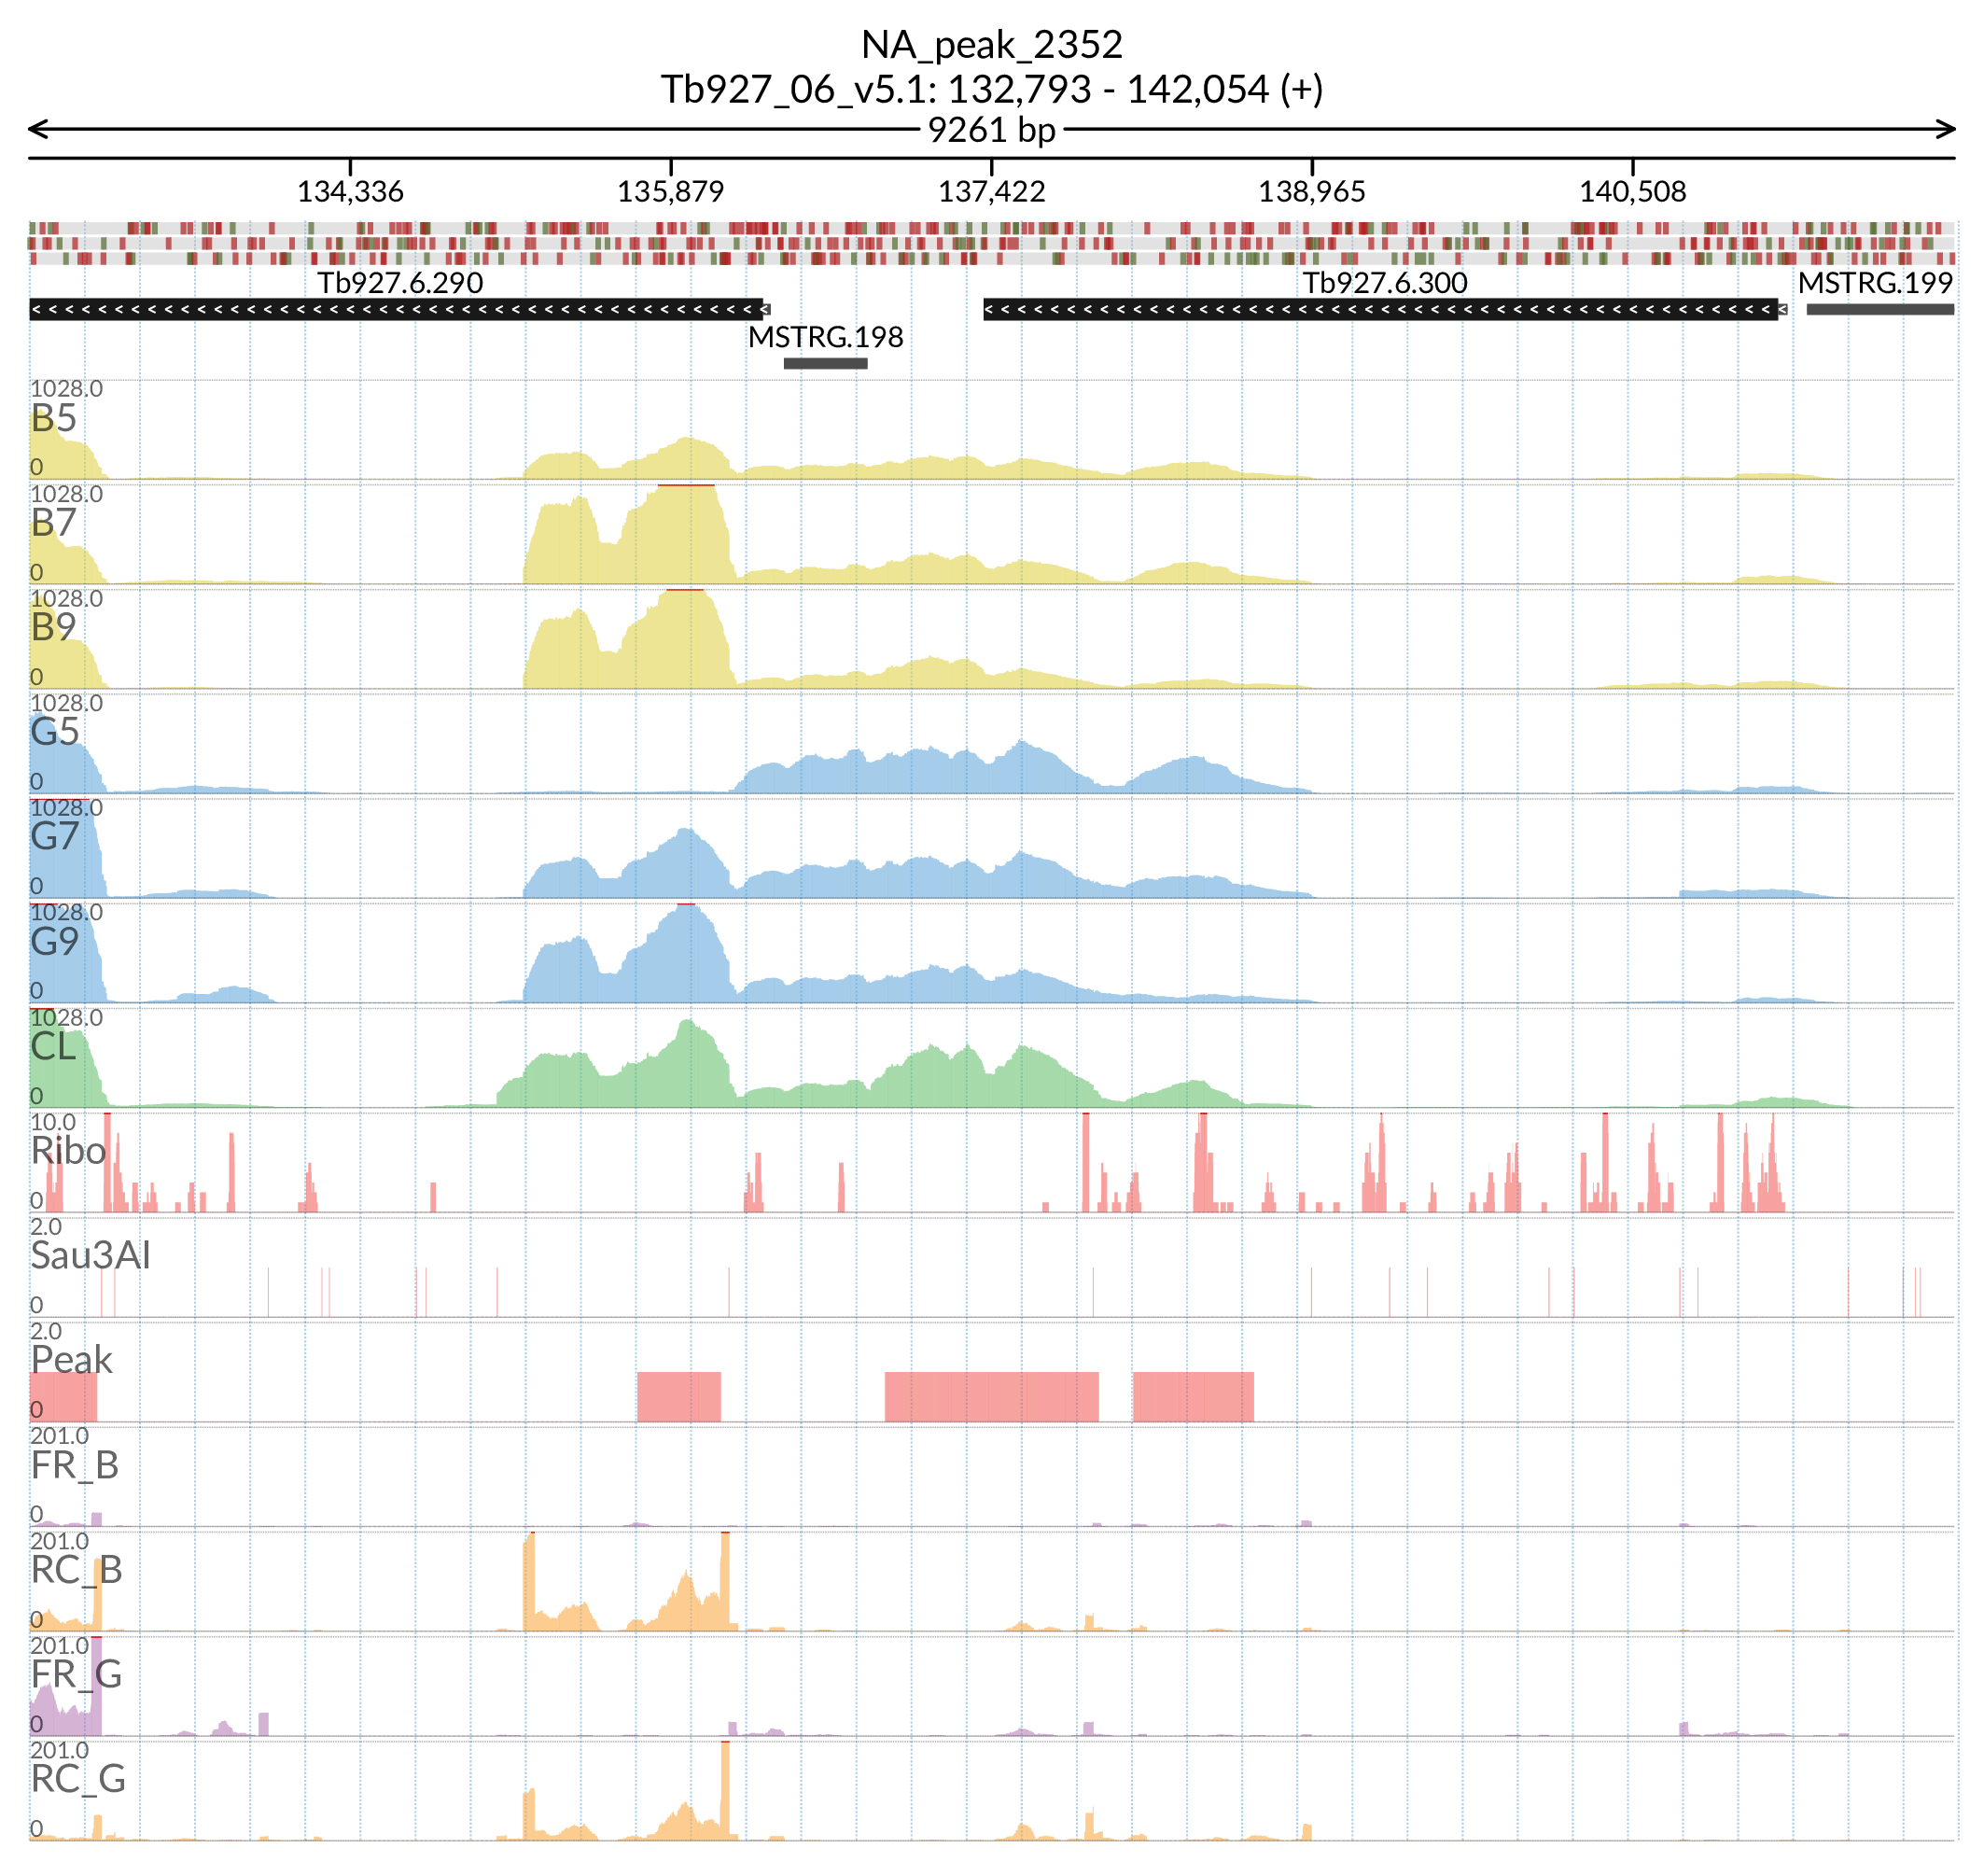 NA_peak_2352
Tb927_06_v5.1: 132,793 - 142,054 (+)
9261 bp
134,336 135,879 137,422 138,965 140,508
Tb927.6.290 Tb927.6.300 MSTRG.199
MSTRG.198
1028.0
B5
0
1028.0
B7
0
1028.0
B9
0
1028.0
G5
0
1028.0
G7
0
1028.0
G9
0
1028.0
CL
0
10.0
Ribo
0
2.0
Sau3AI
0
2.0
Peak
0
201.0
FR_B
0
201.0
RC_B
0
201.0
FR_G
0
201.0
RC_G
0